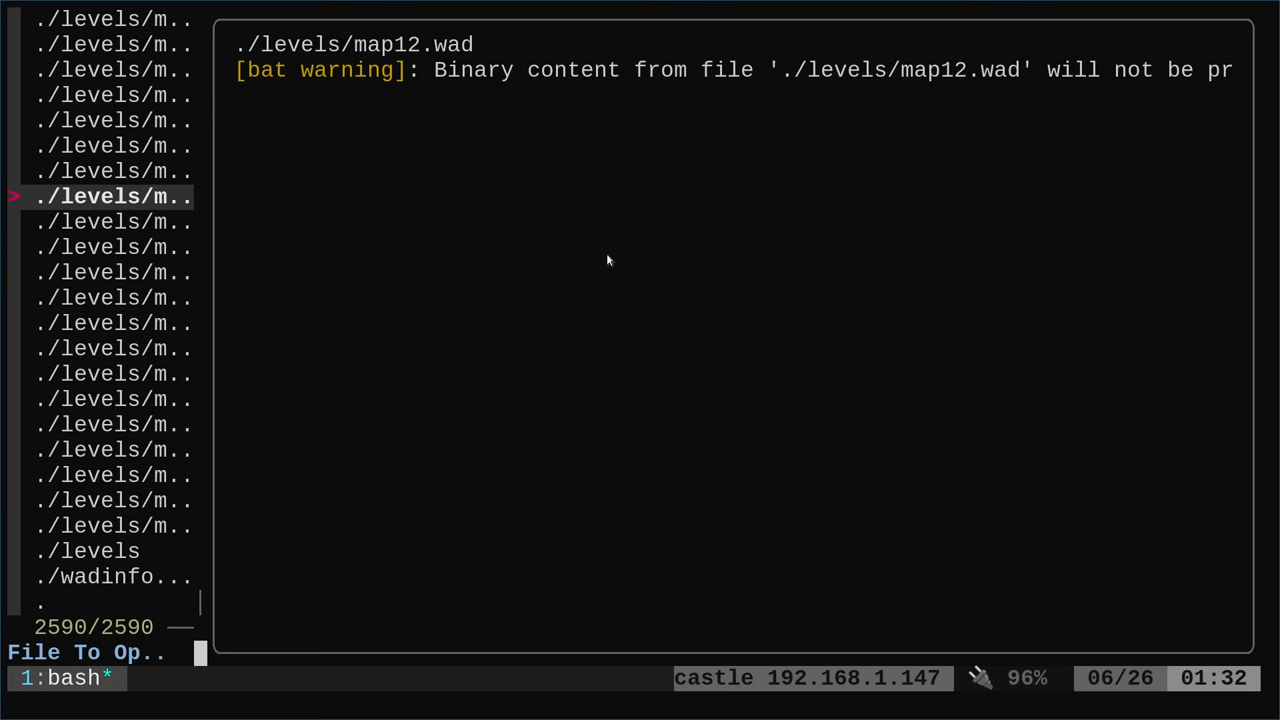 ./levels/m..
./levels/m..
./levels/m..
./levels/m..
./levels/m..
./levels/m..
./levels/m..
> ./levels/m..
./levels/m..
./levels/m..
./levels/m..
./levels/m..
./levels/m..
./levels/m..
./levels/m..
./levels/m..
./levels/m..
./levels/m..
./levels/m..
./levels/m..
./levels/m..
./levels
./wadinfo...
.
2590/2590
File To Op..
./levels/map12.wad
[bat warning]: Binary content from file './levels/map12.wad' will not be pr
1:bash* castle 192.168.1.147 🔌 96% 06/26 01:32